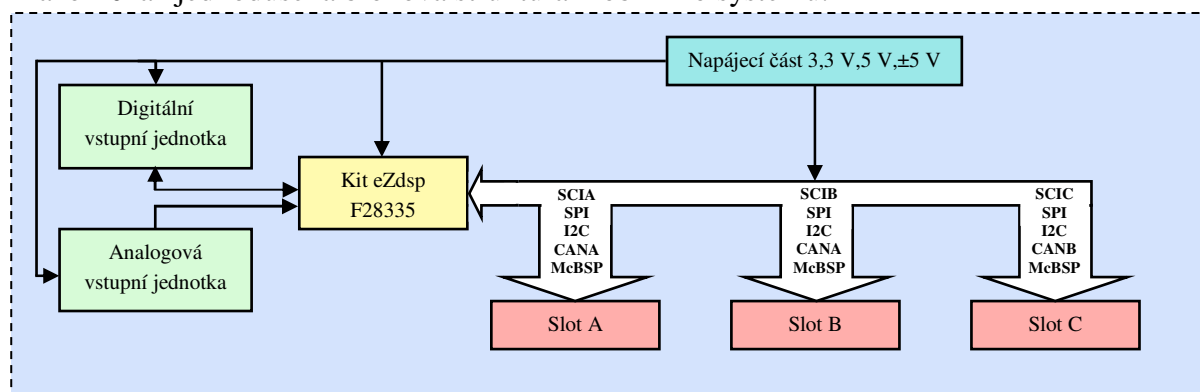 Napájecí část 3,3 V,5 V,±5 V
Digitální
vstupní jednotka
Kit eZdsp
F28335
Analogová
vstupní jednotka
SCIA
SPI
I2C
CANA
McBSP
SCIB
SPI
I2C
CANA
McBSP
SCIC
SPI
I2C
CANB
McBSP
Slot A
Slot B
Slot C